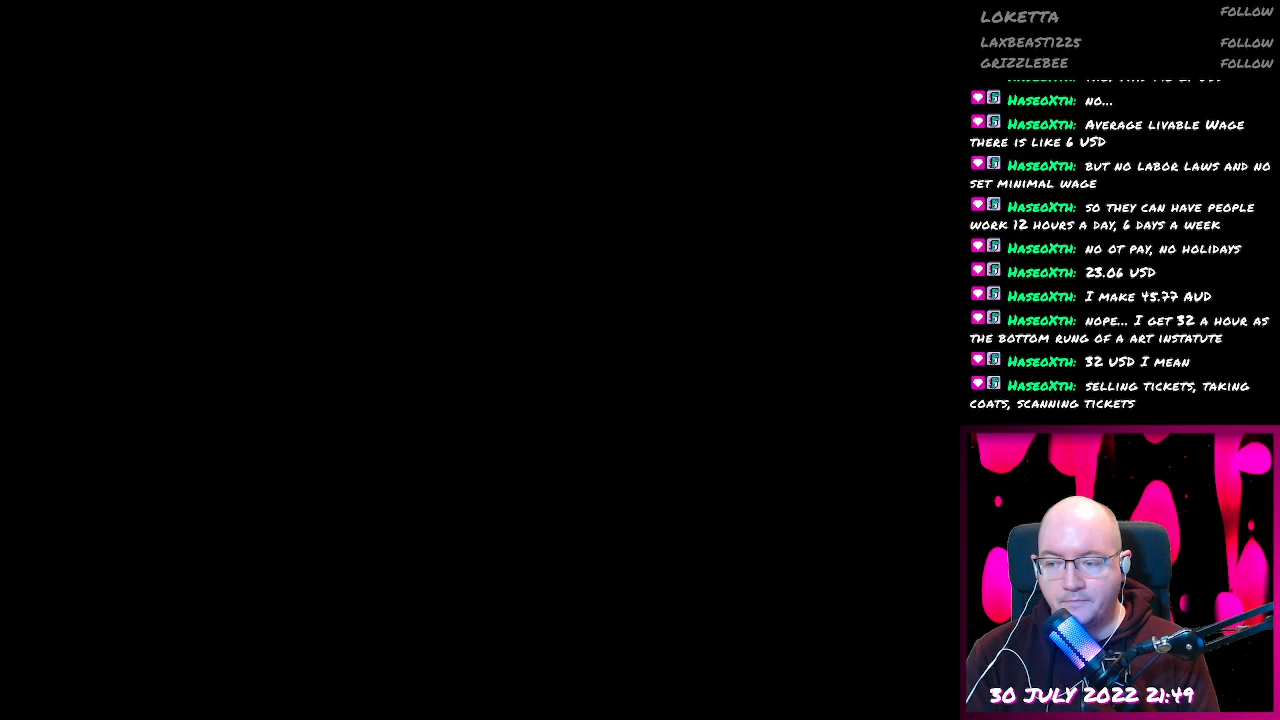 LOKETTA FOLLOW
LAXBEAST1225 FOLLOW
GRIZZLEBEE FOLLOW
HaseoXth: no...
HaseoXth: Average livable Wage
there is like 6 USD
HaseoXth: but no labor laws and no
set minimal wage
HaseoXth: so they can have people
work 12 hours a day, 6 days a week
HaseoXth: no OT pay, no holidays
HaseoXth: 23.06 USD
HaseoXth: I make 45.77 AUD
HaseoXth: nope... I get 32 a hour as
the bottom rung of a art instatute
HaseoXth: 32 USD I mean
HaseoXth: selling tickets, taking
coats, scanning tickets
30 JULY 2022 21:49